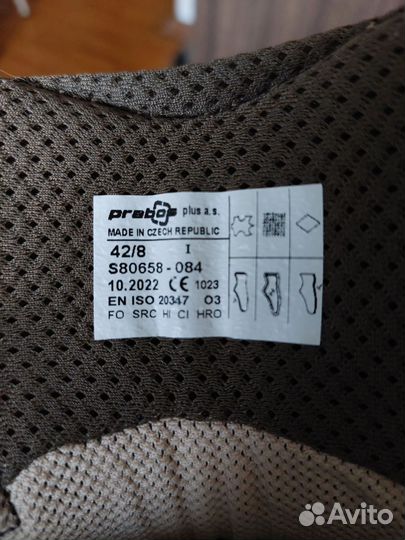 prabos plus a.s.
MADE IN CZECH REPUBLIC
42/8 I
S80658-084
10.2022 CE 1023
EN ISO 20347 O3
FO SRC HI CI HRO
Avito